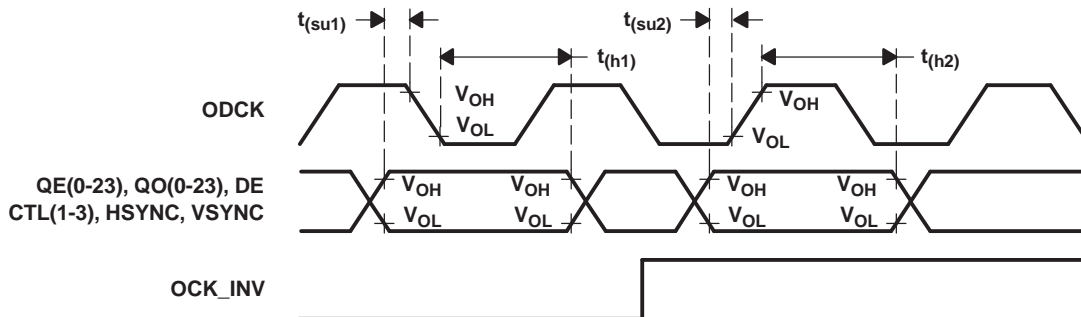 t(su1)
t(su2)
t(h1)
t(h2)
ODCK
VOH
VOL
VOH
VOL
QE(0-23), QO(0-23), DE
CTL(1-3), HSYNC, VSYNC
VOH
VOH
VOH
VOH
VOL
VOL
VOL
VOL
OCK_INV